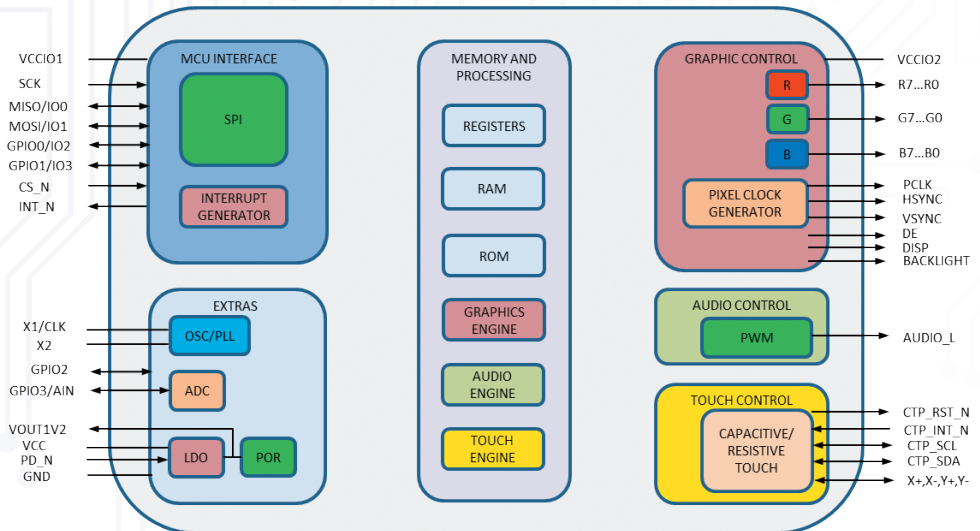 VCCIO1
SCK
MISO/IO0
MOSI/IO1
GPIO0/IO2
GPIO1/IO3
CS_N
INT_N
MCU INTERFACE
SPI
INTERRUPT
GENERATOR
X1/CLK
X2
GPIO2
GPIO3/AIN
VOUT1V2
VCC
PD_N
GND
EXTRAS
OSC/PLL
ADC
LDO
POR
MEMORY AND
PROCESSING
REGISTERS
RAM
ROM
GRAPHICS
ENGINE
AUDIO
ENGINE
TOUCH
ENGINE
GRAPHIC CONTROL
R
G
B
PIXEL CLOCK
GENERATOR
VCCIO2
R7...R0
G7...G0
B7...B0
PCLK
HSYNC
VSYNC
DE
DISP
BACKLIGHT
AUDIO CONTROL
PWM
AUDIO_L
TOUCH CONTROL
CAPACITIVE/
RESISTIVE
TOUCH
CTP_RST_N
CTP_INT_N
CTP_SCL
CTP_SDA
X+,X-,Y+,Y-